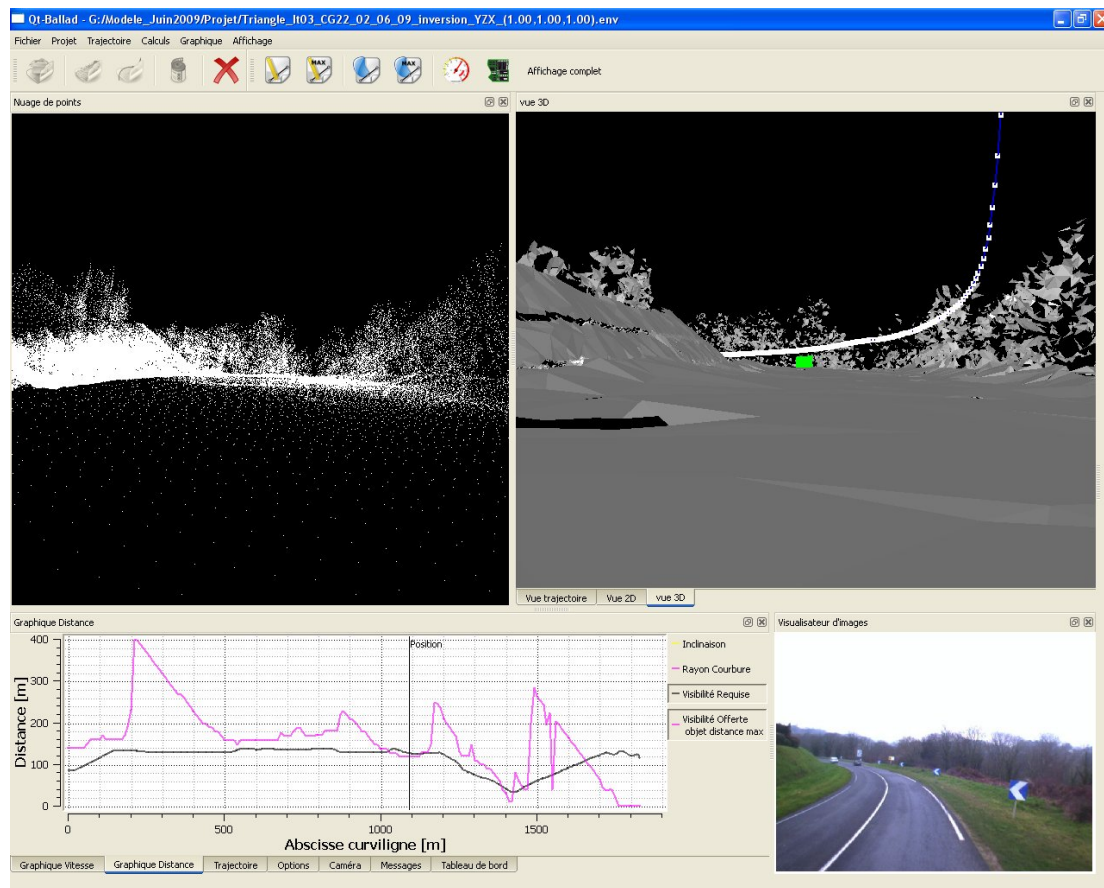 Qt-Ballad - G:/Modele_Juin2009/Projet/Triangle_It03_CG22_02_06_09_inversion_YZX_(1.00,1.00,1.00).env
Fichier Projet Trajectoire Calculs Graphique Affichage
MAX MAX Affichage complet
Nuage de points
vue 3D
Vue trajectoire Vue 2D vue 3D
Graphique Distance
Visualisateur d'images
Position
400
300
200
100
0
Distance [m]
0 500 1000 1500
Abscisse curviligne [m]
Inclinaison
Rayon Courbure
Visibilité Requise
Visibilité Offerte
objet distance max
Graphique Vitesse Graphique Distance Trajectoire Options Caméra Messages Tableau de bord